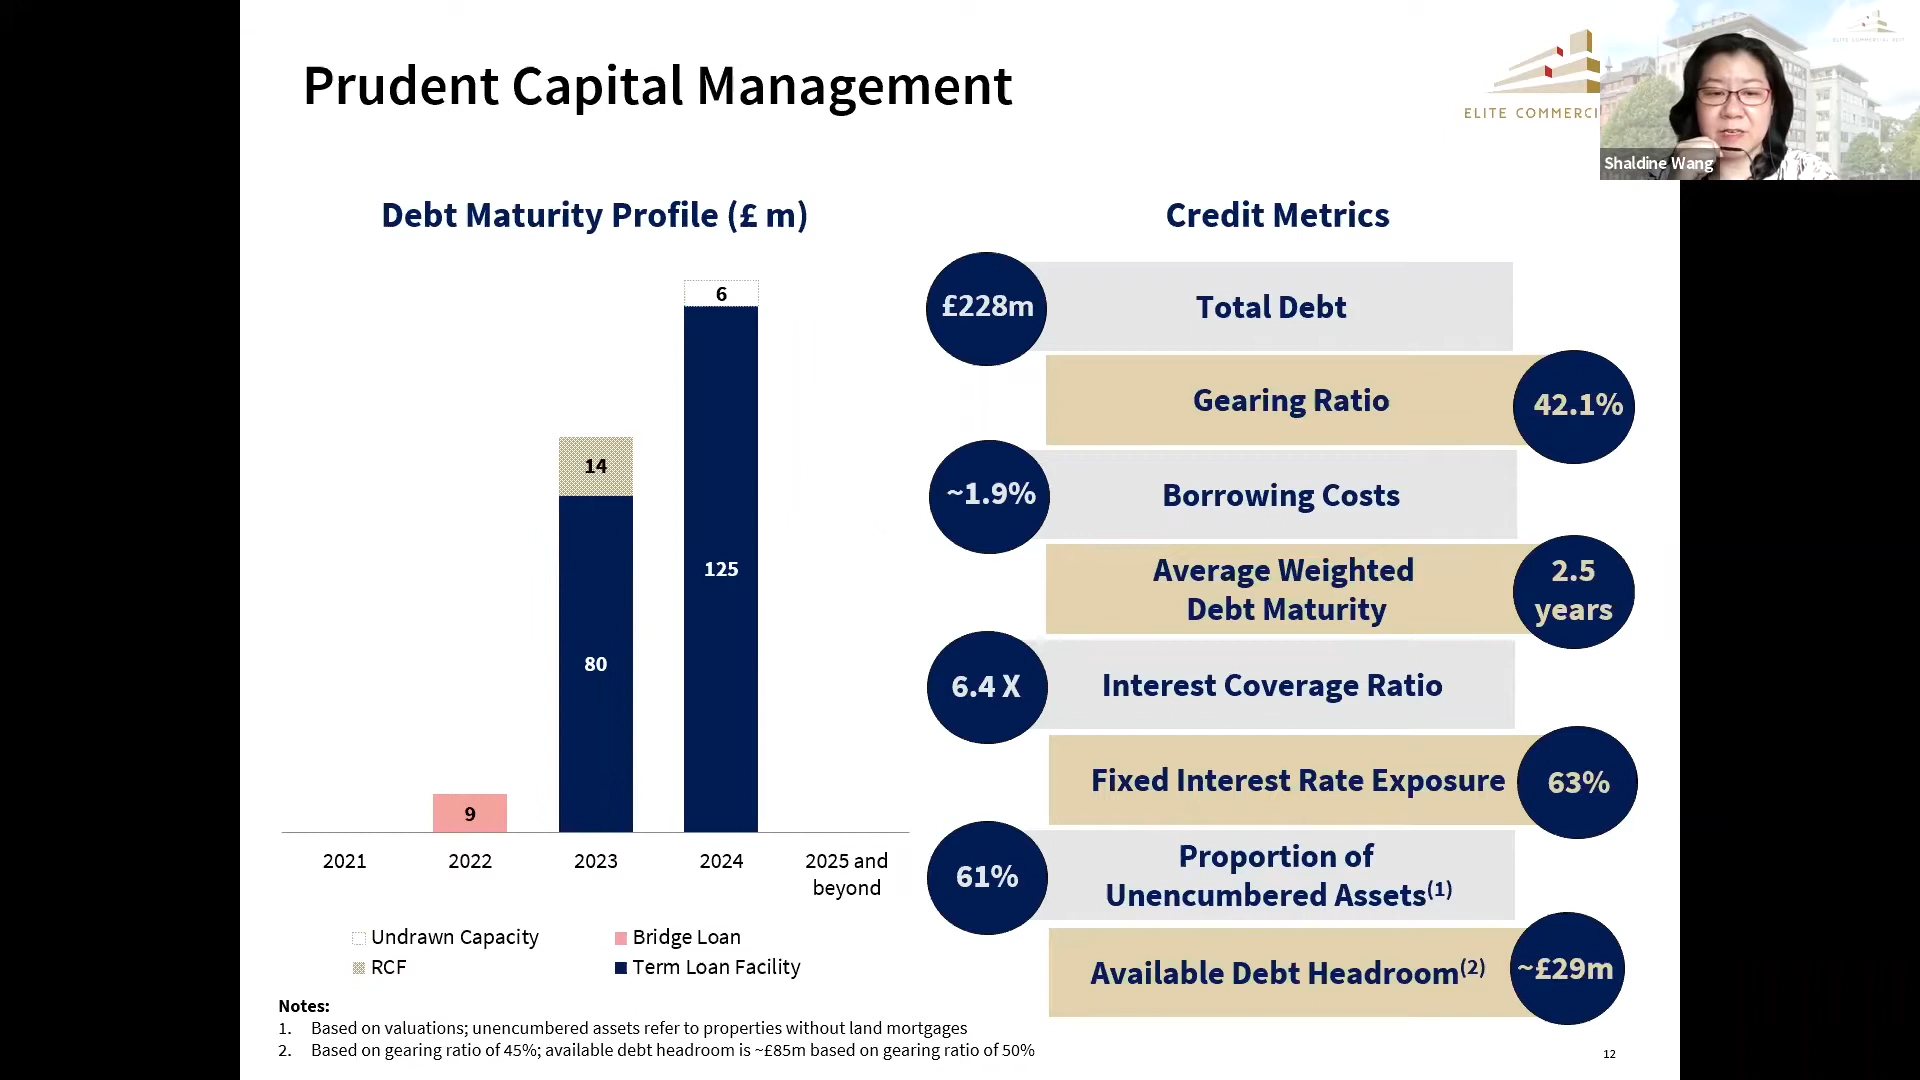 Prudent Capital Management
ELITE COMMERCI
Shaldine Wang
Debt Maturity Profile (£ m)
6
14
125
80
9
2021
2022
2023
2024
2025 and
beyond
Undrawn Capacity
Bridge Loan
RCF
Term Loan Facility
Credit Metrics
£228m
Total Debt
Gearing Ratio
42.1%
~1.9%
Borrowing Costs
Average Weighted
Debt Maturity
2.5
years
6.4 X
Interest Coverage Ratio
Fixed Interest Rate Exposure
63%
61%
Proportion of
Unencumbered Assets(1)
Available Debt Headroom(2)
~£29m
Notes:
1. Based on valuations; unencumbered assets refer to properties without land mortgages
2. Based on gearing ratio of 45%; available debt headroom is ~£85m based on gearing ratio of 50%
12